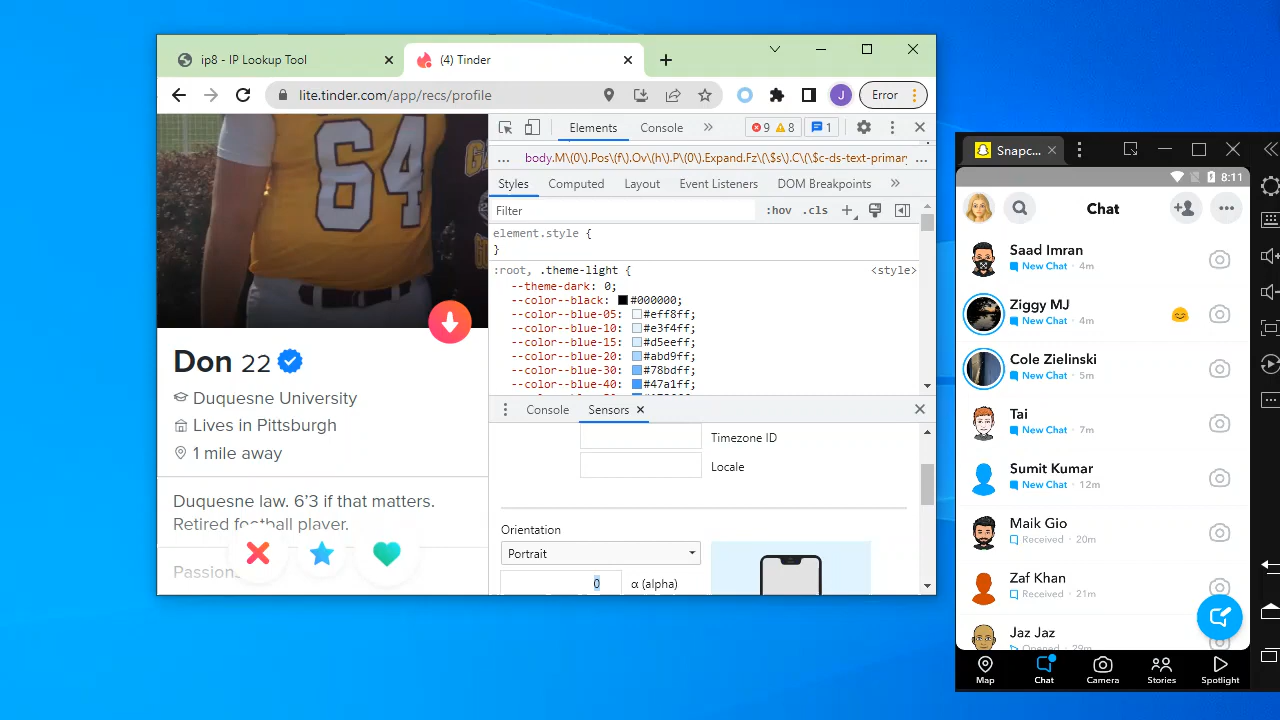 ip8 - IP Lookup Tool
(4) Tinder
lite.tinder.com/app/recs/profile
J
Error
64
Don 22
Duquesne University
Lives in Pittsburgh
1 mile away
Duquesne law. 6'3 if that matters.
Retired football player.
Passions
Elements
Console
9
8
1
... body.M\(0\).Pos\(f\).Ov\(h\).P\(0\).Expand.Fz\(\$s\).C\(\$c-ds-text-primary ...
Styles
Computed
Layout
Event Listeners
DOM Breakpoints
Filter
:hov .cls
element.style {
}
:root, .theme-light { <style>
--theme-dark: 0;
--color--black: #000000;
--color--blue-05: #eff8ff;
--color--blue-10: #e3f4ff;
--color--blue-15: #d5eeff;
--color--blue-20: #abd9ff;
--color--blue-30: #78bdff;
--color--blue-40: #47a1ff;
Console
Sensors
Timezone ID
Locale
Orientation
Portrait
0 α (alpha)
Snapc...
8:11
Chat
Saad Imran
New Chat · 4m
Ziggy MJ
New Chat · 4m
Cole Zielinski
New Chat · 5m
Tai
New Chat · 7m
Sumit Kumar
New Chat · 12m
Maik Gio
Received · 20m
Zaf Khan
Received · 21m
Jaz Jaz
Opened · 29m
Map
Chat
Camera
Stories
Spotlight